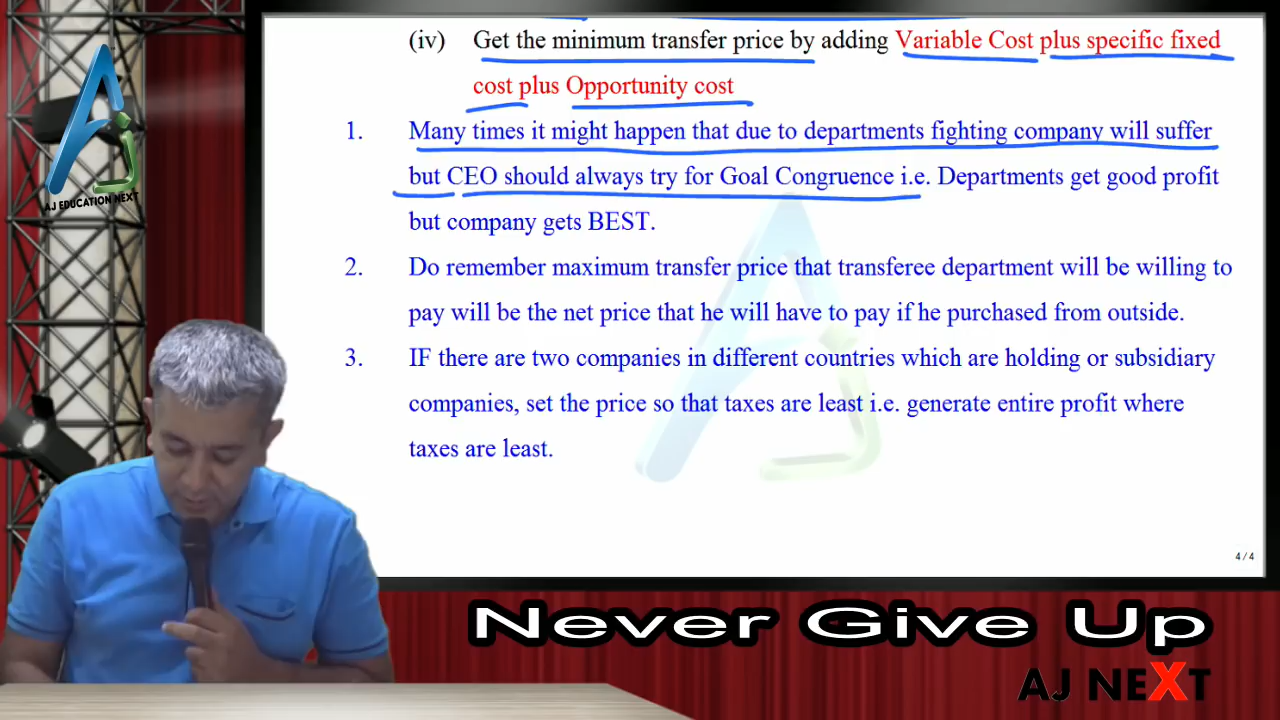 (iv) Get the minimum transfer price by adding Variable Cost plus specific fixed
cost plus Opportunity cost
1. Many times it might happen that due to departments fighting company will suffer
but CEO should always try for Goal Congruence i.e. Departments get good profit
but company gets BEST.
2. Do remember maximum transfer price that transferee department will be willing to
pay will be the net price that he will have to pay if he purchased from outside.
3. IF there are two companies in different countries which are holding or subsidiary
companies, set the price so that taxes are least i.e. generate entire profit where
taxes are least.
4/4
AJ EDUCATION NEXT
Never Give Up
AJ NEXT